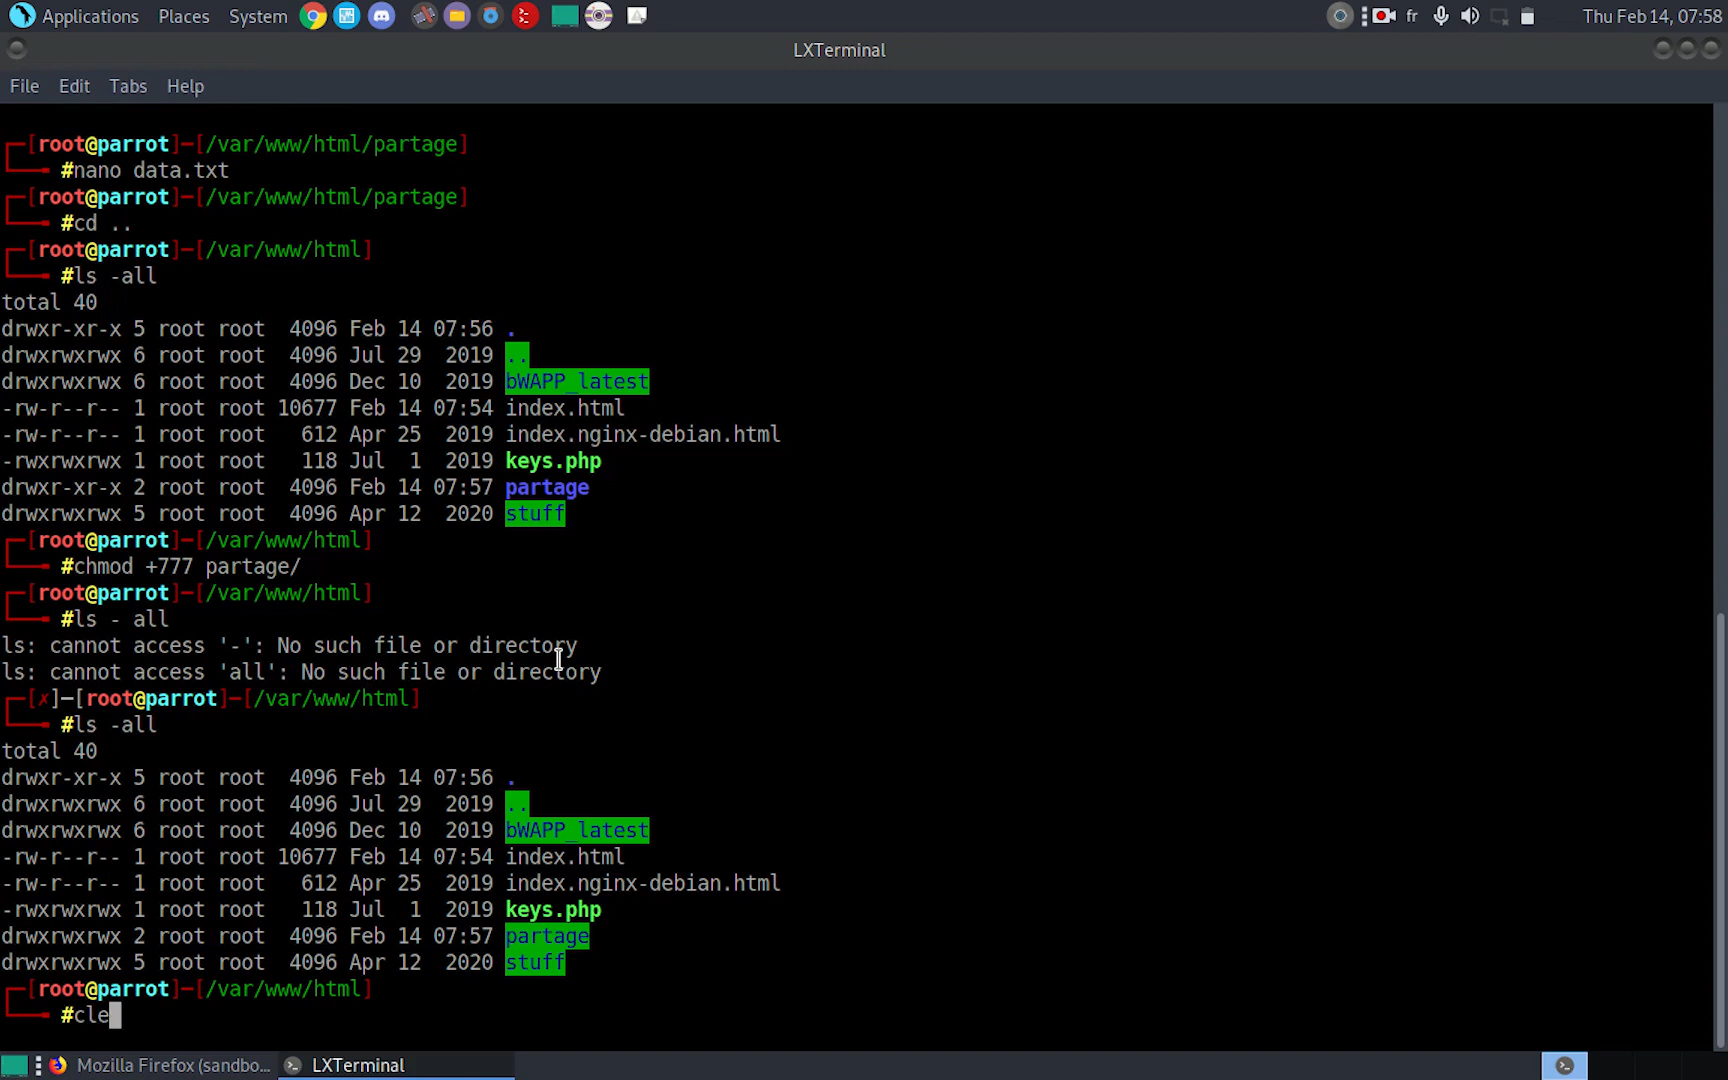 Applications Places System fr Thu Feb 14, 07:58
LXTerminal
File Edit Tabs Help
[root@parrot]-[/var/www/html/partage]
#nano data.txt
[root@parrot]-[/var/www/html/partage]
#cd ..
[root@parrot]-[/var/www/html]
#ls -all
total 40
drwxr-xr-x 5 root root 4096 Feb 14 07:56 .
drwxrwxrwx 6 root root 4096 Jul 29 2019 ..
drwxrwxrwx 6 root root 4096 Dec 10 2019 bWAPP_latest
-rw-r--r-- 1 root root 10677 Feb 14 07:54 index.html
-rw-r--r-- 1 root root 612 Apr 25 2019 index.nginx-debian.html
-rwxrwxrwx 1 root root 118 Jul 1 2019 keys.php
drwxr-xr-x 2 root root 4096 Feb 14 07:57 partage
drwxrwxrwx 5 root root 4096 Apr 12 2020 stuff
[root@parrot]-[/var/www/html]
#chmod +777 partage/
[root@parrot]-[/var/www/html]
#ls - all
ls: cannot access '-': No such file or directory
ls: cannot access 'all': No such file or directory
[✗]-[root@parrot]-[/var/www/html]
#ls -all
total 40
drwxr-xr-x 5 root root 4096 Feb 14 07:56 .
drwxrwxrwx 6 root root 4096 Jul 29 2019 ..
drwxrwxrwx 6 root root 4096 Dec 10 2019 bWAPP_latest
-rw-r--r-- 1 root root 10677 Feb 14 07:54 index.html
-rw-r--r-- 1 root root 612 Apr 25 2019 index.nginx-debian.html
-rwxrwxrwx 1 root root 118 Jul 1 2019 keys.php
drwxrwxrwx 2 root root 4096 Feb 14 07:57 partage
drwxrwxrwx 5 root root 4096 Apr 12 2020 stuff
[root@parrot]-[/var/www/html]
#cle
Mozilla Firefox (sandbo... LXTerminal